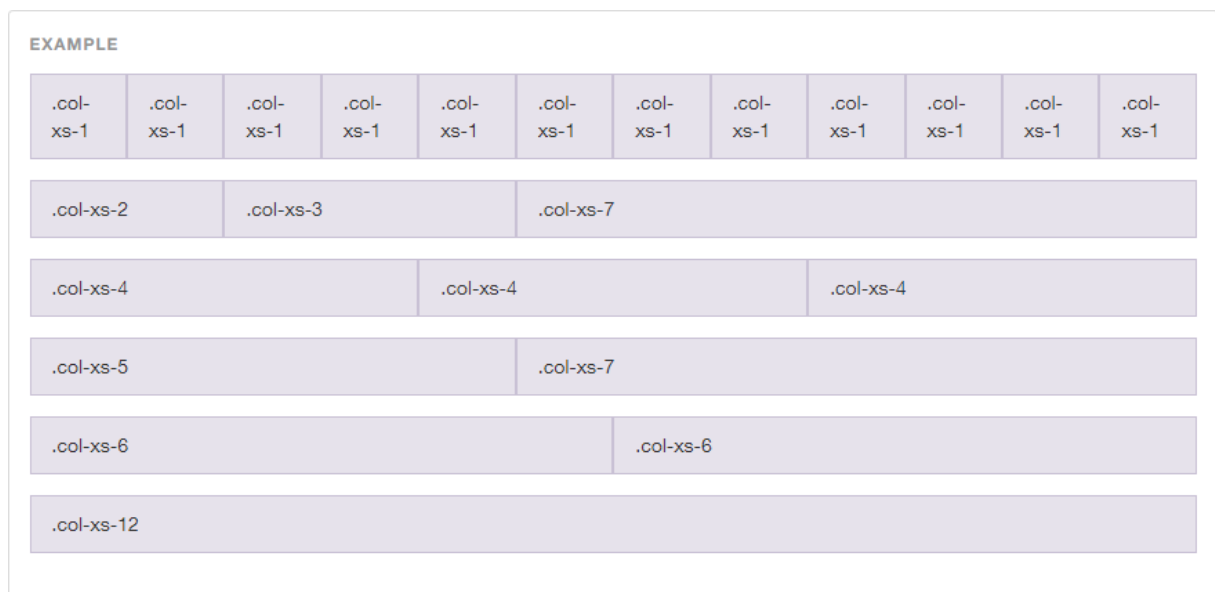 EXAMPLE
.col- .col- .col- .col- .col- .col- .col- .col- .col- .col- .col- .col-
xs-1 xs-1 xs-1 xs-1 xs-1 xs-1 xs-1 xs-1 xs-1 xs-1 xs-1 xs-1
.col-xs-2 .col-xs-3 .col-xs-7
.col-xs-4 .col-xs-4 .col-xs-4
.col-xs-5 .col-xs-7
.col-xs-6 .col-xs-6
.col-xs-12